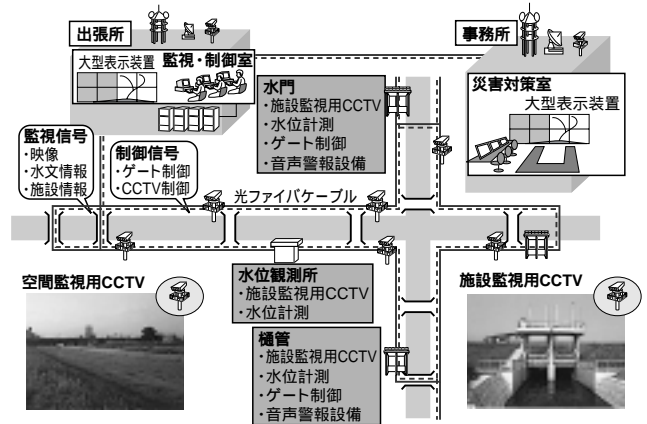 出張所
大型表示装置
監視・制御室
事務所
災害対策室
大型表示装置
水門
・施設監視用CCTV
・水位計測
・ゲート制御
・音声警報設備
監視信号
・映像
・水文情報
・施設情報
制御信号
・ゲート制御
・CCTV制御
光ファイバケーブル
空間監視用CCTV
水位観測所
・施設監視用CCTV
・水位計測
施設監視用CCTV
樋管
・施設監視用CCTV
・水位計測
・ゲート制御
・音声警報設備